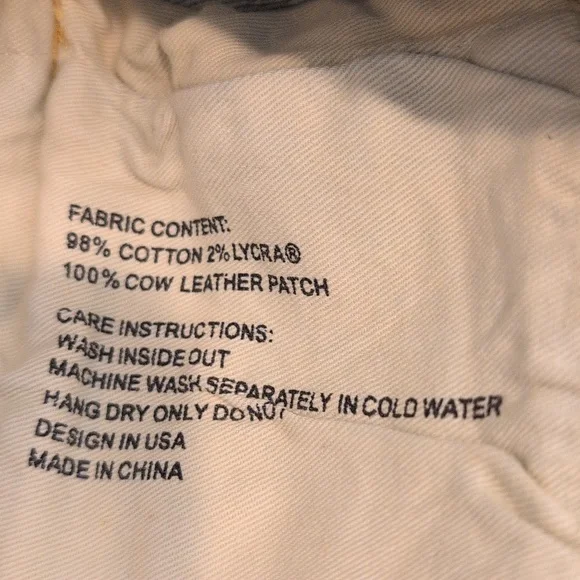 FABRIC CONTENT:
98% COTTON 2% LYCRA®
100% COW LEATHER PATCH
CARE INSTRUCTIONS:
WASH INSIDE OUT
MACHINE WASH SEPARATELY IN COLD WATER
HANG DRY ONLY DO NOT
DESIGN IN USA
MADE IN CHINA